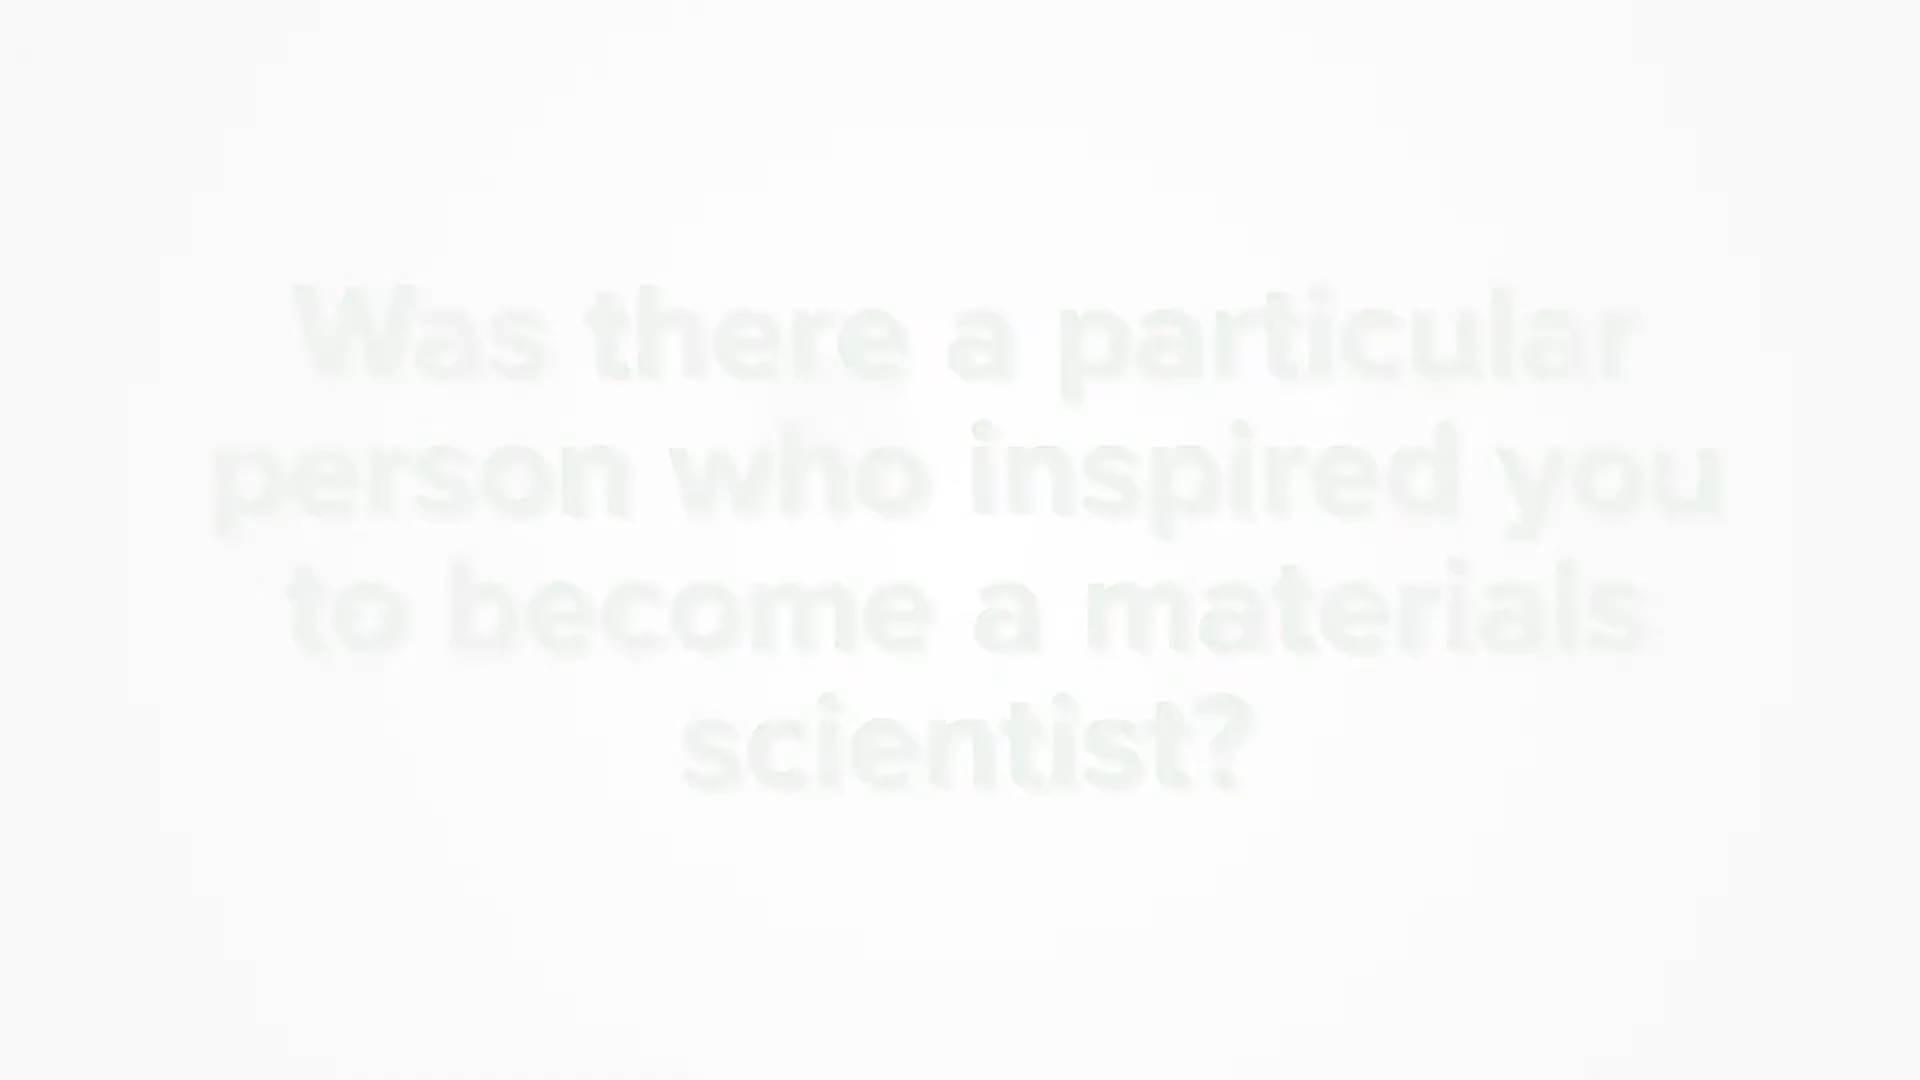 Was there a particular
person who inspired you
to become a materials
scientist?